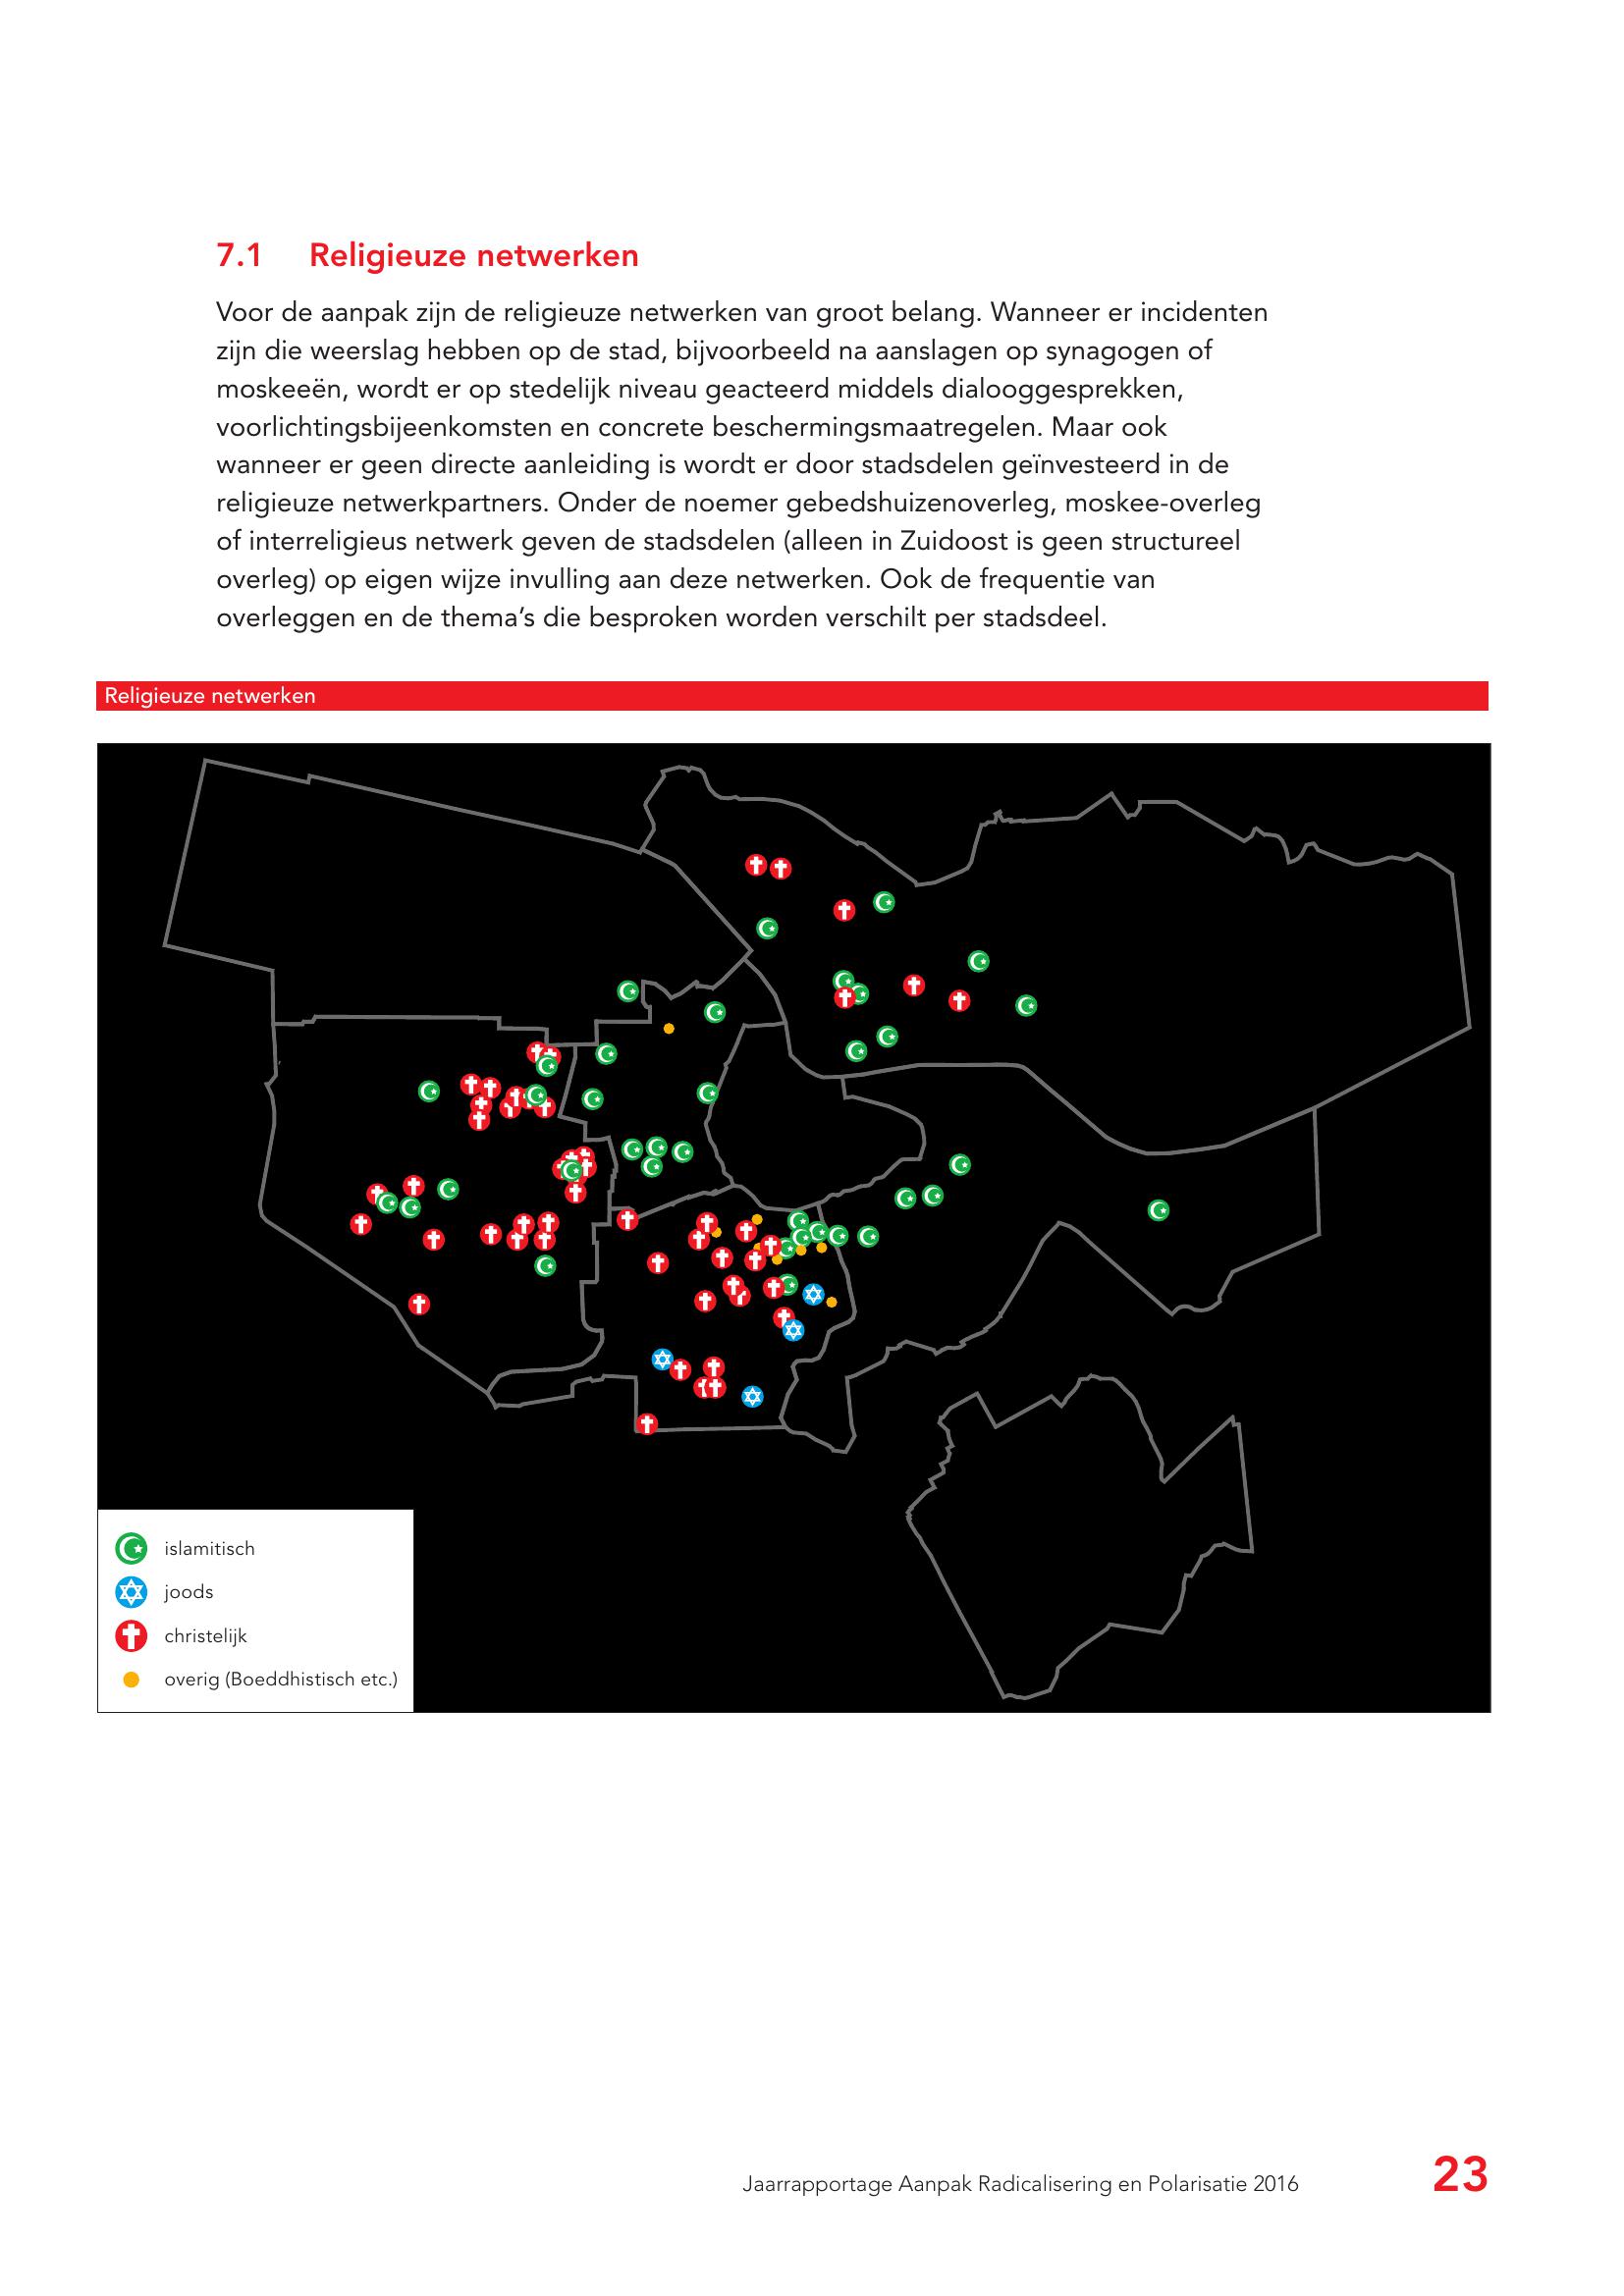 7.1 Religieuze netwerken
Voor de aanpak zijn de religieuze netwerken van groot belang. Wanneer er incidenten
zijn die weerslag hebben op de stad, bijvoorbeeld na aanslagen op synagogen of
moskeeën, wordt er op stedelijk niveau geacteerd middels dialooggesprekken,
voorlichtingsbijeenkomsten en concrete beschermingsmaatregelen. Maar ook
wanneer er geen directe aanleiding is wordt er door stadsdelen geïnvesteerd in de
religieuze netwerkpartners. Onder de noemer gebedshuizenoverleg, moskee-overleg
of interreligieus netwerk geven de stadsdelen (alleen in Zuidoost is geen structureel
overleg) op eigen wijze invulling aan deze netwerken. Ook de frequentie van
overleggen en de thema’s die besproken worden verschilt per stadsdeel.
Religieuze netwerken
islamitisch
joods
christelijk
overig (Boeddhistisch etc.)
Jaarrapportage Aanpak Radicalisering en Polarisatie 2016 23